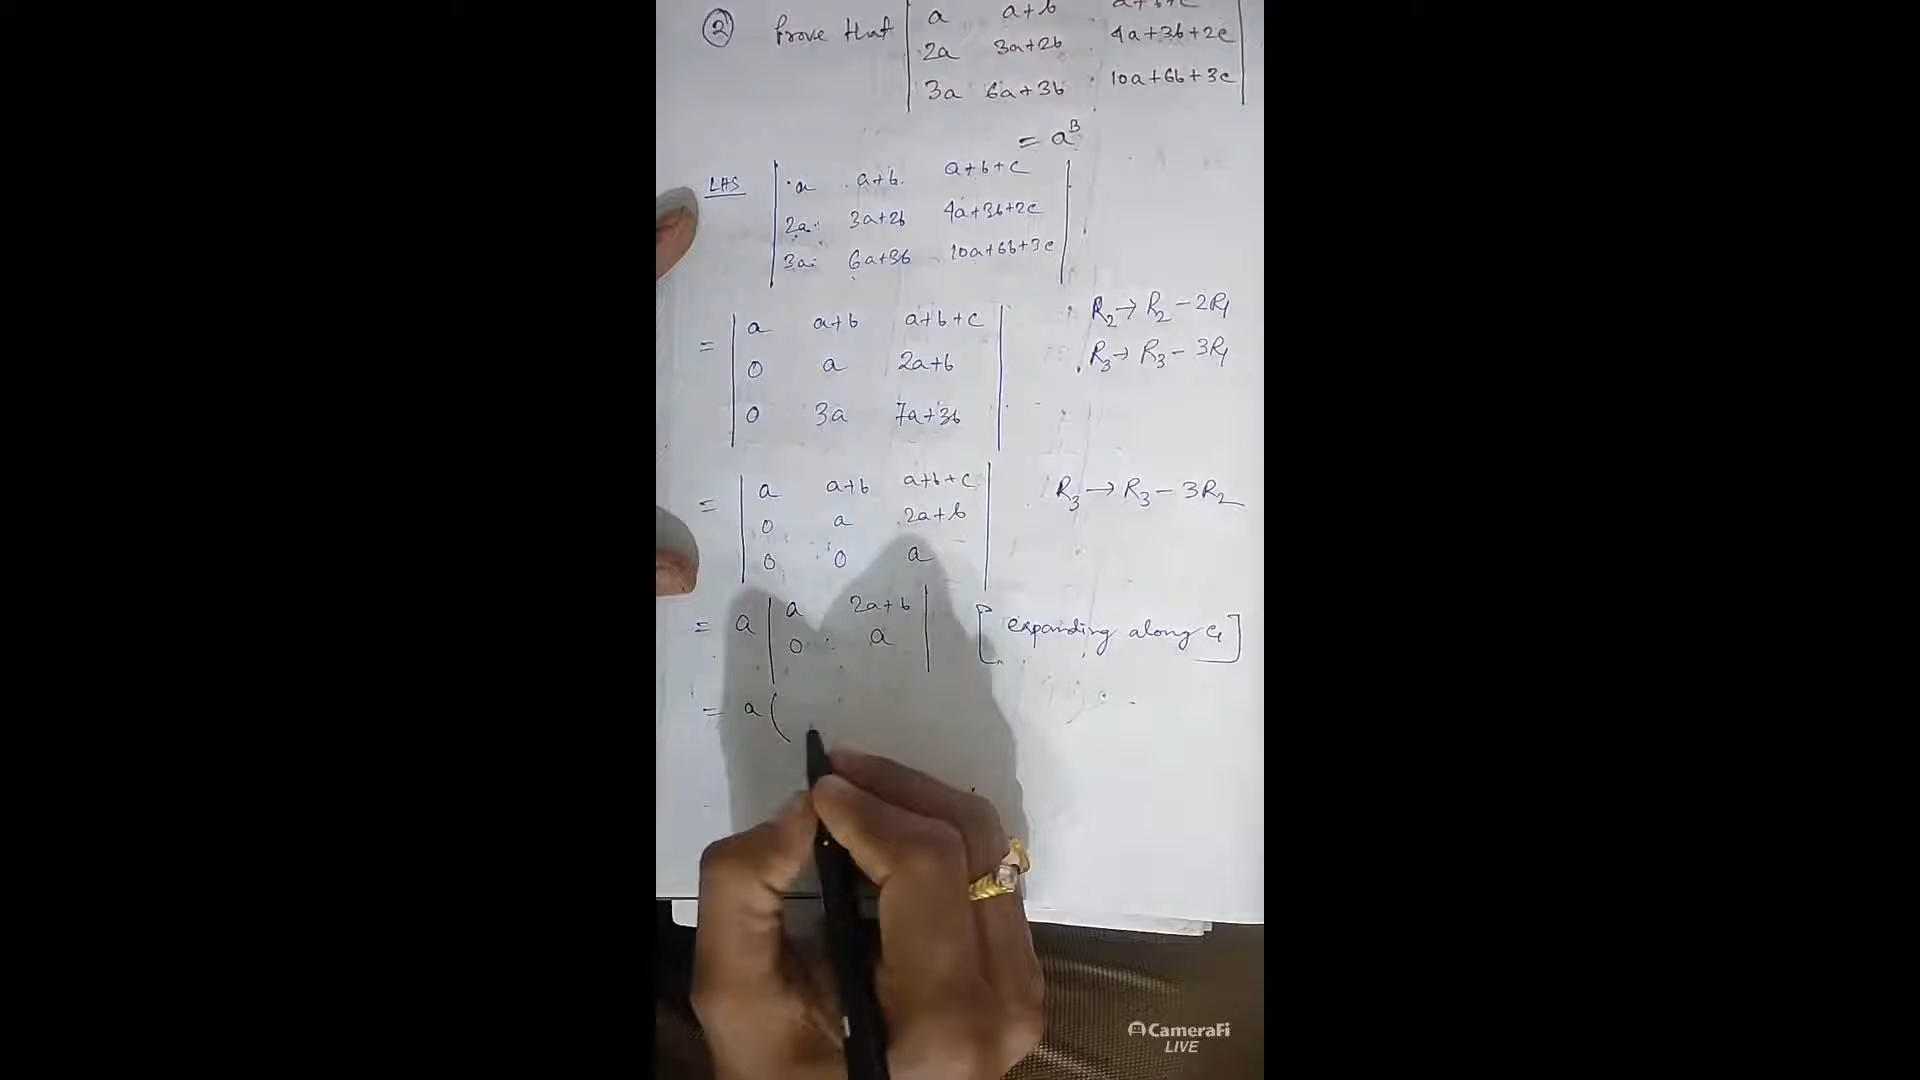 ② Prove that | a a+b a+b+c |
| 2a 3a+2b 4a+3b+2c |
| 3a 6a+3b 10a+6b+3c |
= a³
LHS | a a+b a+b+c |
| 2a 3a+2b 4a+3b+2c |
| 3a 6a+3b 10a+6b+3c |
= | a a+b a+b+c | R₂→R₂-2R₁
| 0 a 2a+b | R₃→R₃-3R₁
| 0 3a 7a+3b |
= | a a+b a+b+c | R₃→R₃-3R₂
| 0 a 2a+b |
| 0 0 a |
= a | a 2a+b | [expanding along c₁]
| 0 a |
= a (
CameraFi
LIVE